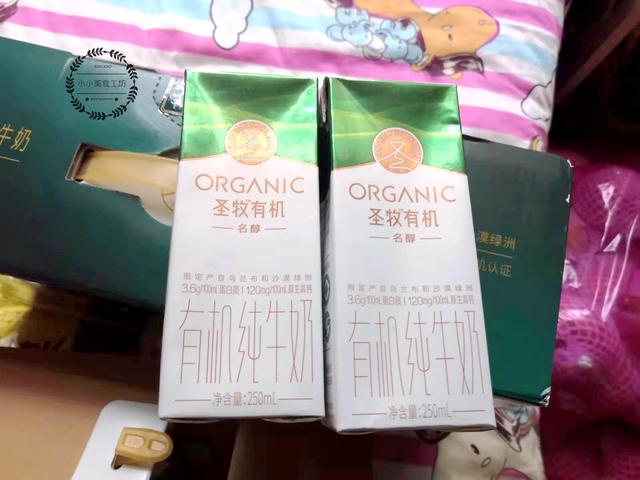 小小美食工坊
牛奶
ORGANIC
圣牧有机
名醇
限定产自乌兰布和沙漠绿洲
3.6g/100mL蛋白质 | 120mg/100mL原生高钙
有机纯牛奶
净含量:250mL
ORGANIC
圣牧有机
名醇
限定产自乌兰布和沙漠绿洲
3.6g/100mL蛋白质 | 120mg/100mL原生高钙
有机纯牛奶
净含量:250mL
漠绿洲
机认证